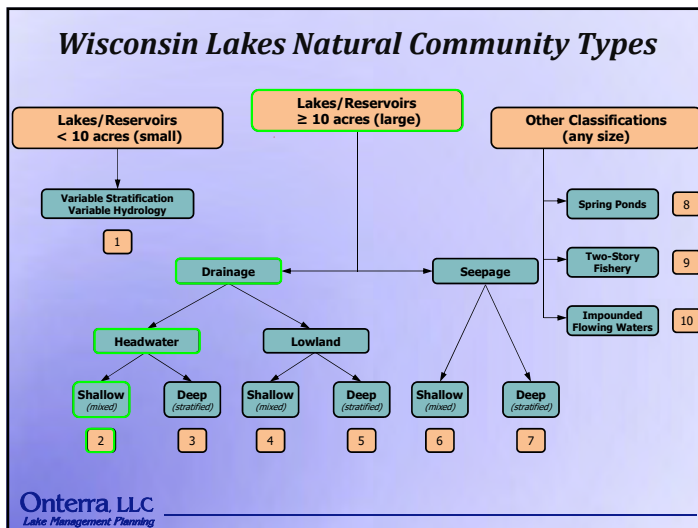 Wisconsin Lakes Natural Community Types
Lakes/Reservoirs
< 10 acres (small)
Lakes/Reservoirs
≥ 10 acres (large)
Other Classifications
(any size)
Variable Stratification
Variable Hydrology
1
Spring Ponds
8
Two-Story
Fishery
9
Impounded
Flowing Waters
10
Drainage
Seepage
Headwater
Lowland
Shallow
(mixed)
Deep
(stratified)
Shallow
(mixed)
Deep
(stratified)
Shallow
(mixed)
Deep
(stratified)
2
3
4
5
6
7
Onterra, LLC
Lake Management Planning